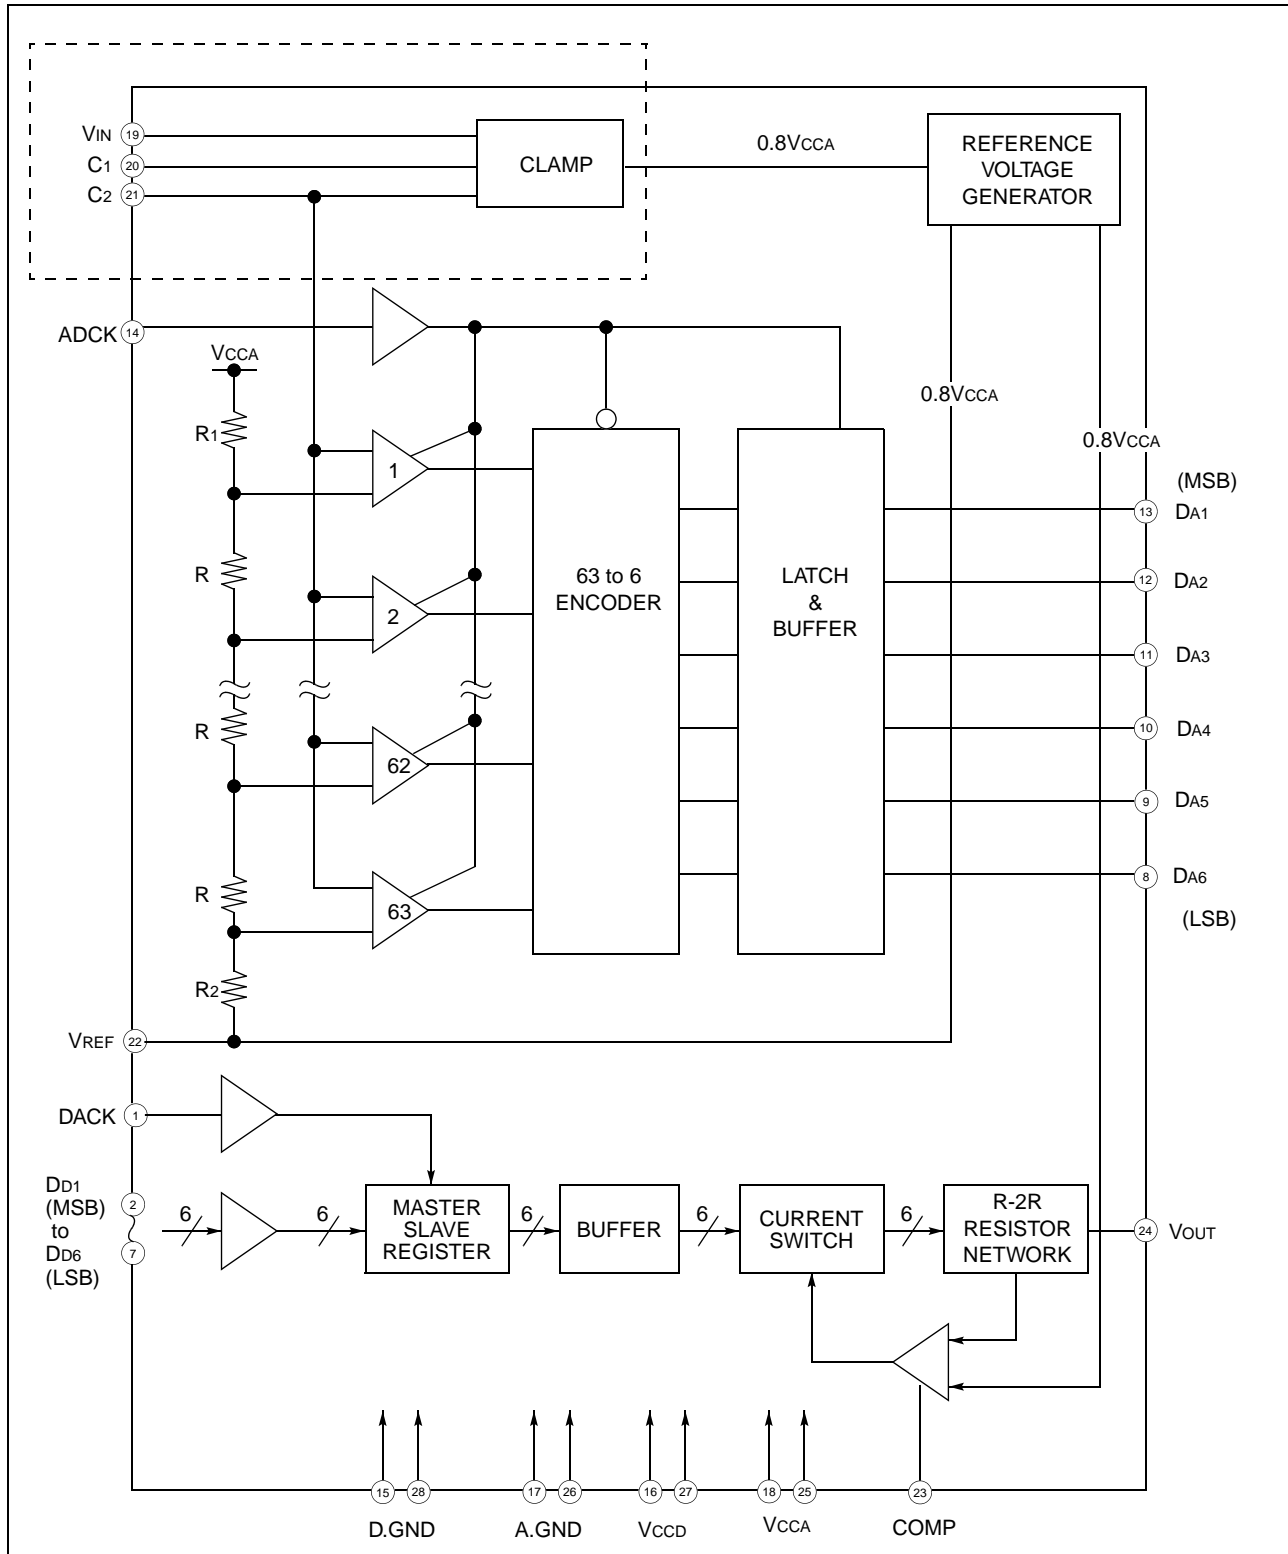 VIN 19
C1 20
C2 21
CLAMP
0.8VCCA
REFERENCE
VOLTAGE
GENERATOR
ADCK 14
VCCA
R1
R
R
R
R2
1
2
62
63
63 to 6
ENCODER
LATCH
&
BUFFER
0.8VCCA
0.8VCCA
(MSB)
13 DA1
12 DA2
11 DA3
10 DA4
9 DA5
8 DA6
(LSB)
VREF 22
DACK 1
DD1
(MSB)
to
DD6
(LSB)
2
7
6
6
MASTER
SLAVE
REGISTER
6
BUFFER
6
CURRENT
SWITCH
6
R-2R
RESISTOR
NETWORK
24 VOUT
15 28
D.GND
17 26
A.GND
16 27
VCCD
18 25
VCCA
23
COMP